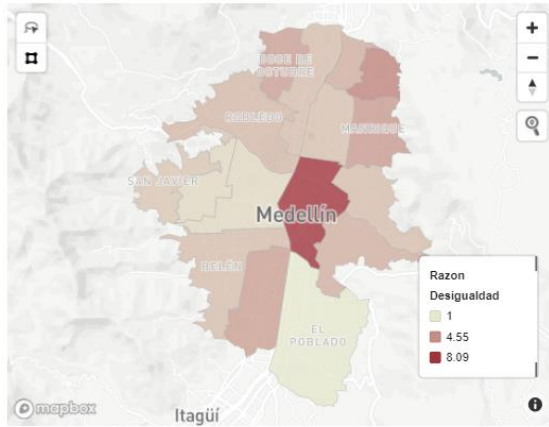 DOCE DE
OCTUBRE
ROBLEDO
MANRIQUE
SAN JAVIER
Medellín
BELÉN
EL
POBLADO
Itagüí
Razon
Desigualdad
1
4.55
8.09
mapbox